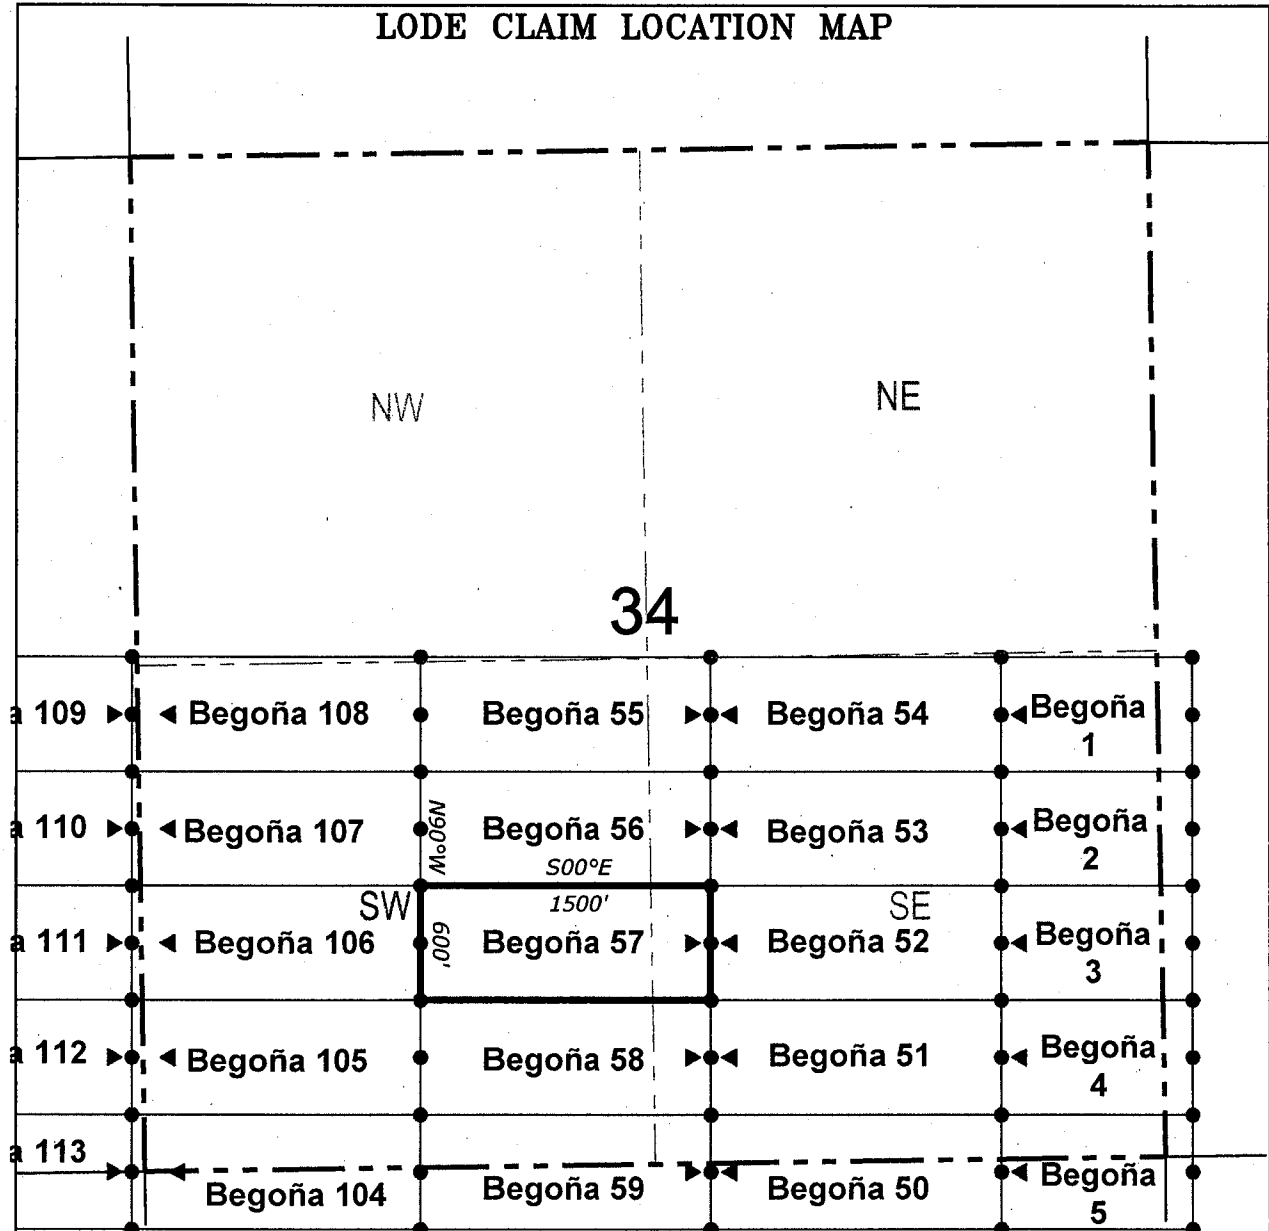 LODE CLAIM LOCATION MAP
NW
NE
34
a 109
Begoña 108
Begoña 55
Begoña 54
Begoña
1
a 110
Begoña 107
N90°W
Begoña 56
Begoña 53
Begoña
2
S00°E
SW
1500'
SE
a 111
Begoña 106
600'
Begoña 57
Begoña 52
Begoña
3
a 112
Begoña 105
Begoña 58
Begoña 51
Begoña
4
a 113
Begoña 104
Begoña 59
Begoña 50
Begoña
5